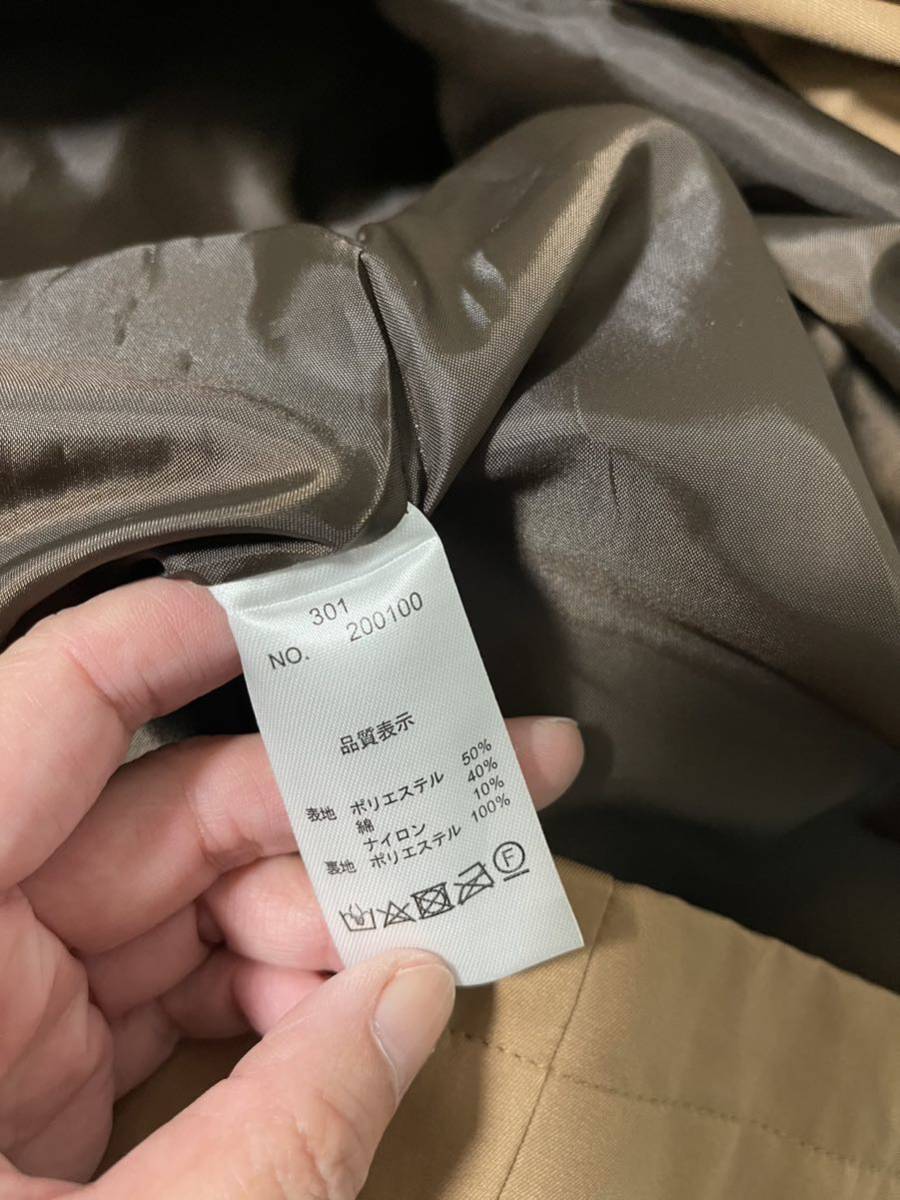 301
NO. 200100
品質表示
表地 ポリエステル 50%
綿 40%
ナイロン 10%
裏地 ポリエステル 100%
F